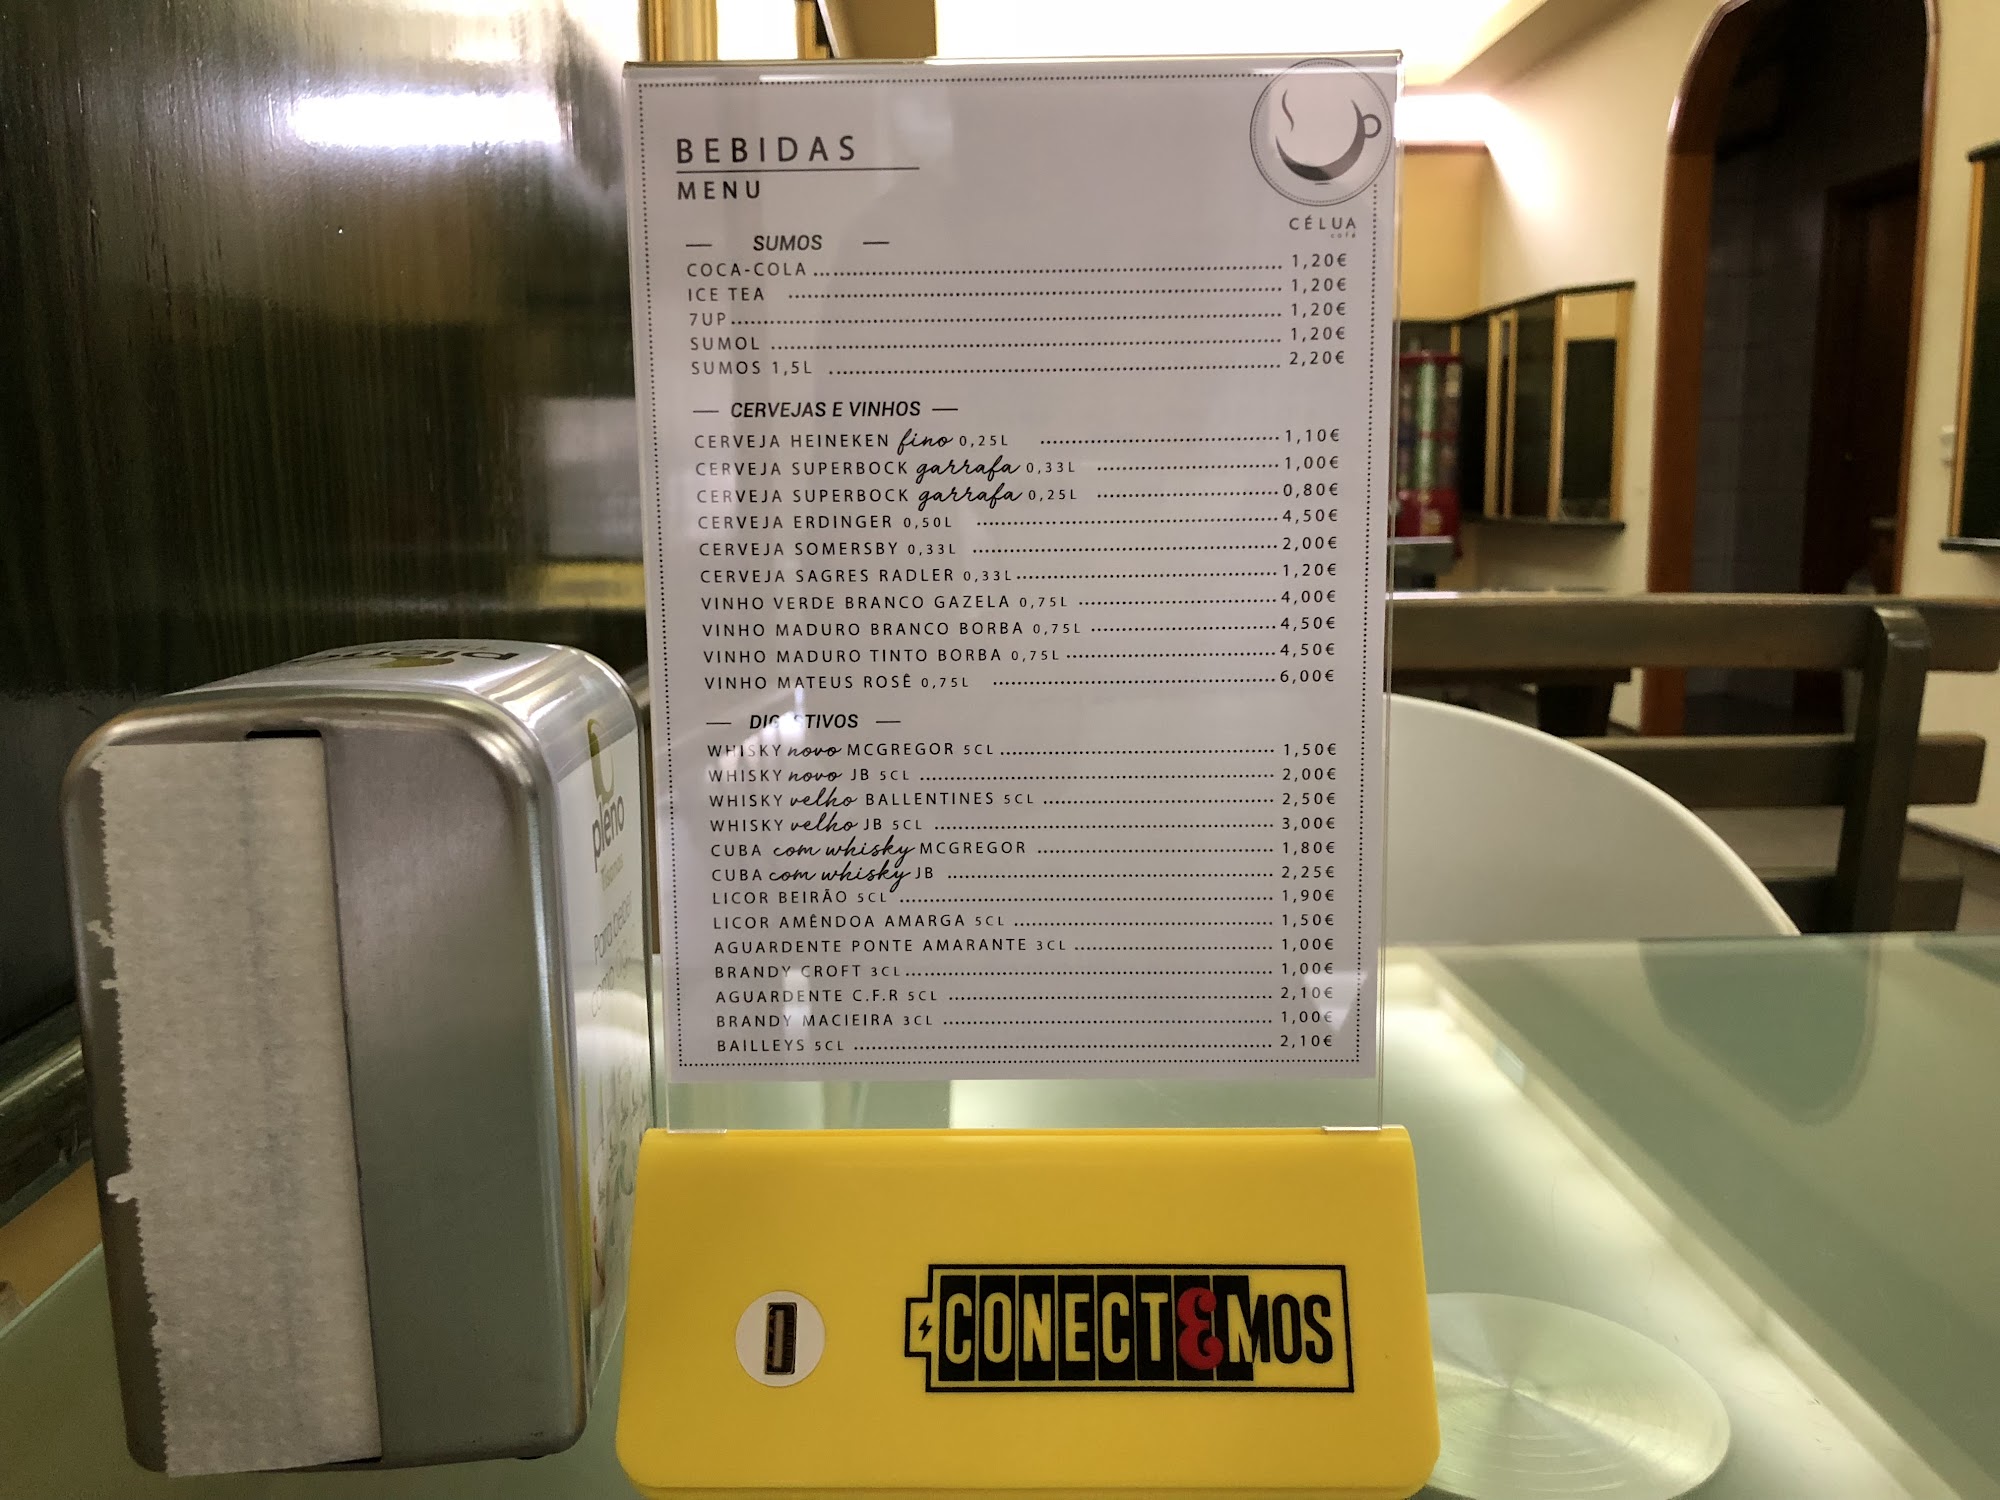 BEBIDAS
MENU
CÉLUA
café
SUMOS
COCA-COLA 1,20€
ICE TEA 1,20€
7UP 1,20€
SUMOL 1,20€
SUMOS 1,5L 2,20€
CERVEJAS E VINHOS
CERVEJA HEINEKEN fino 0,25L 1,10€
CERVEJA SUPERBOCK garrafa 0,33L 1,00€
CERVEJA SUPERBOCK garrafa 0,25L 0,80€
CERVEJA ERDINGER 0,50L 4,50€
CERVEJA SOMERSBY 0,33L 2,00€
CERVEJA SAGRES RADLER 0,33L 1,20€
VINHO VERDE BRANCO GAZELA 0,75L 4,00€
VINHO MADURO BRANCO BORBA 0,75L 4,50€
VINHO MADURO TINTO BORBA 0,75L 4,50€
VINHO MATEUS ROSÊ 0,75L 6,00€
DIGESTIVOS
WHISKY novo MCGREGOR 5CL 1,50€
WHISKY novo JB 5CL 2,00€
WHISKY velho BALLENTINES 5CL 2,50€
WHISKY velho JB 5CL 3,00€
CUBA com whisky MCGREGOR 1,80€
CUBA com whisky JB 2,25€
LICOR BEIRÃO 5CL 1,90€
LICOR AMÊNDOA AMARGA 5CL 1,50€
AGUARDENTE PONTE AMARANTE 3CL 1,00€
BRANDY CROFT 3CL 1,00€
AGUARDENTE C.F.R 5CL 2,10€
BRANDY MACIEIRA 3CL 1,00€
BAILLEYS 5CL 2,10€
pleno
pleno
Tisanas
Para beber
como água
CONECTEMOS